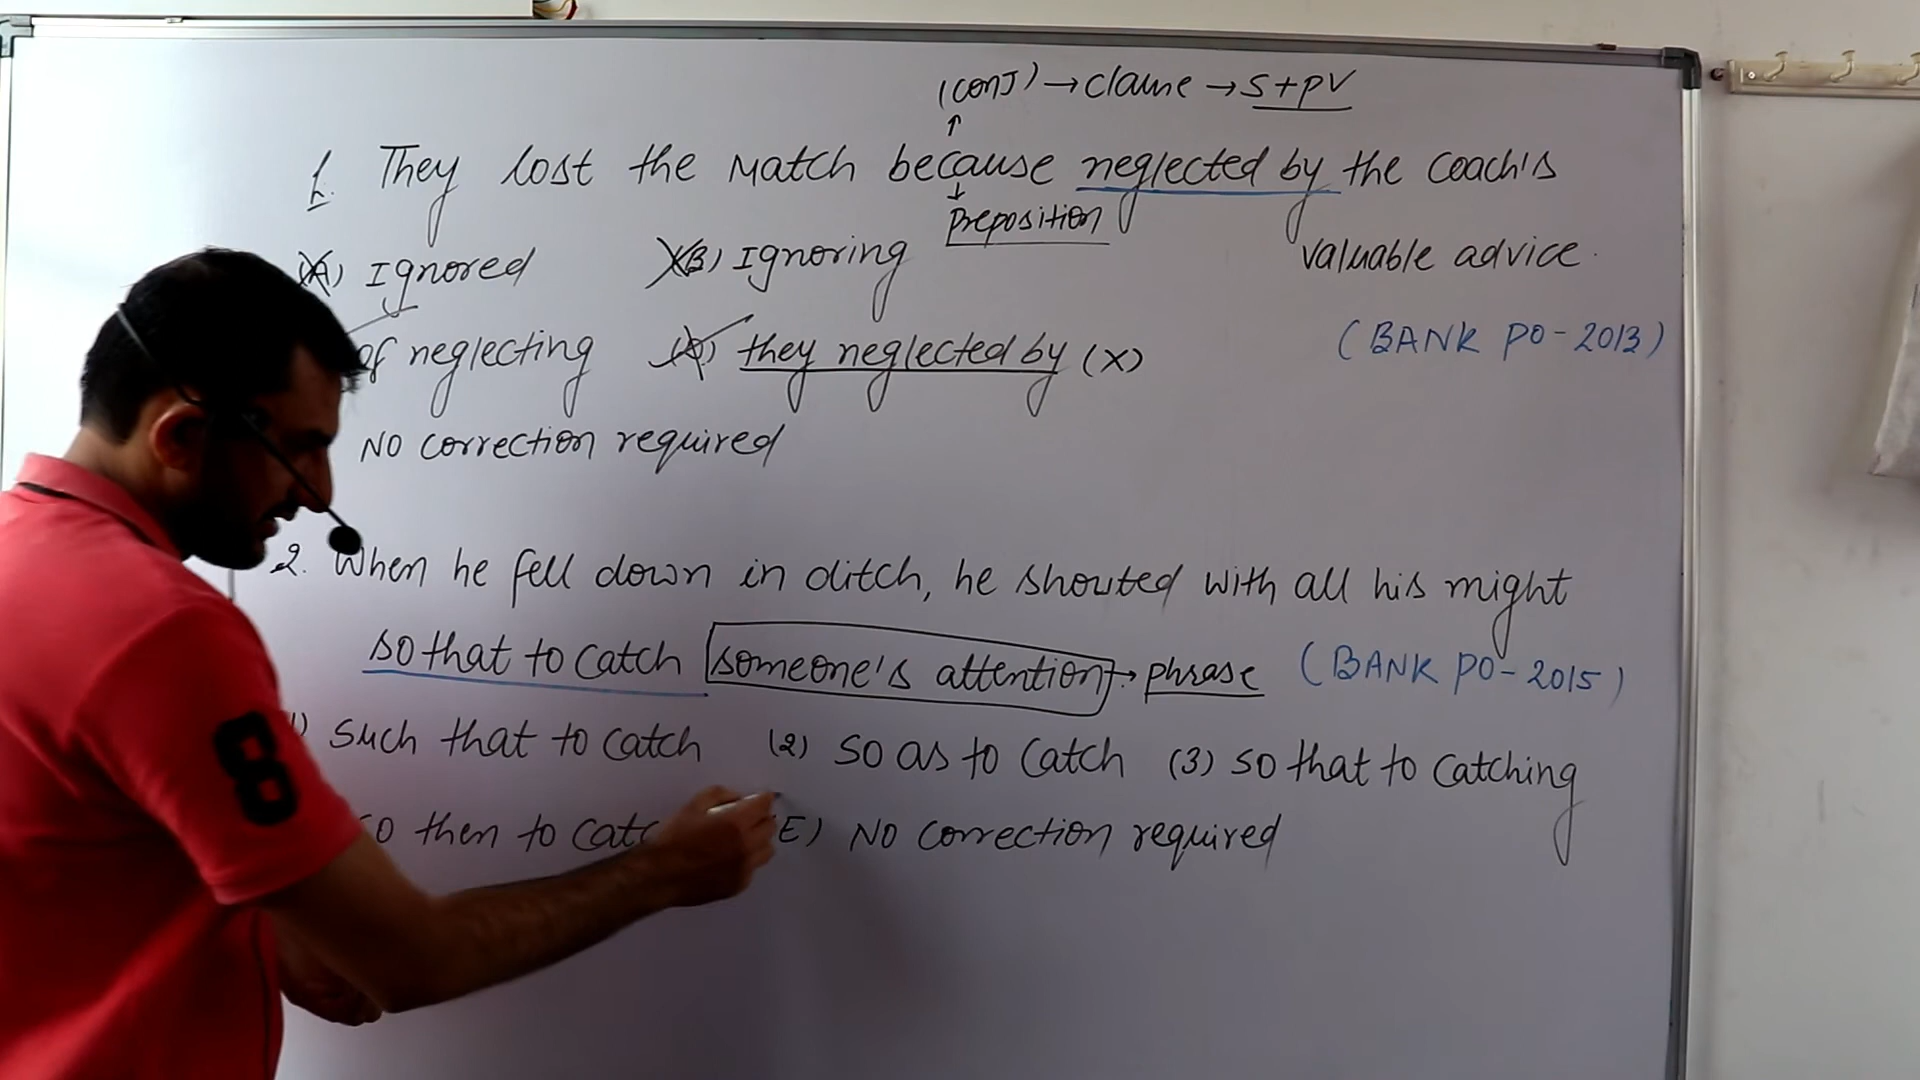 (conJ) → clause → S+PV
↑
1. They lost the Match because neglected by the coach's
↓
preposition
valuable advice.
(A) Ignored (B) Ignoring
of neglecting (D) they neglected by (X) (BANK PO-2013)
NO correction required
2. When he fell down in ditch, he shouted with all his might
so that to catch someone's attention. → phrase (BANK PO-2015)
1) such that to catch (2) so as to catch (3) so that to catching
then to (E) NO correction required
8